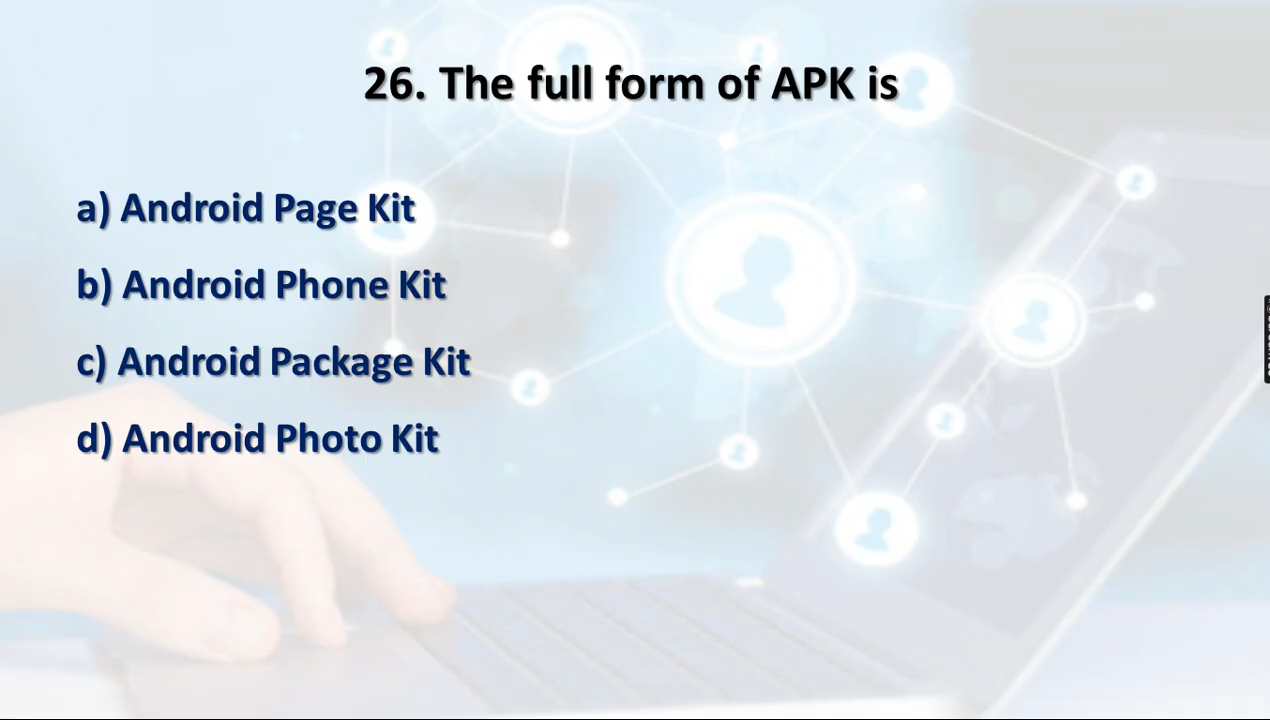 26. The full form of APK is
a) Android Page Kit
b) Android Phone Kit
c) Android Package Kit
d) Android Photo Kit